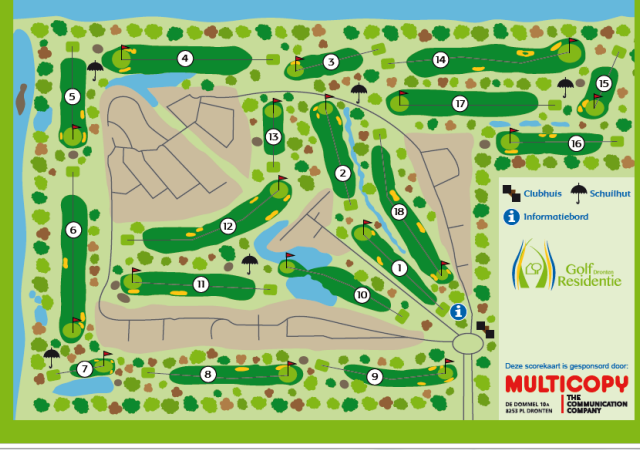 4
3
14
15
5
17
13
16
2
18
6
12
1
11
10
7
8
9
Clubhuis
Schuilhut
i Informatiebord
i
Golf Dronten
Residentie
Deze scorekaart is gesponsord door:
MULTICOPY
DE DOMMEL 18A
8253 PL DRONTEN
THE
COMMUNICATION
COMPANY